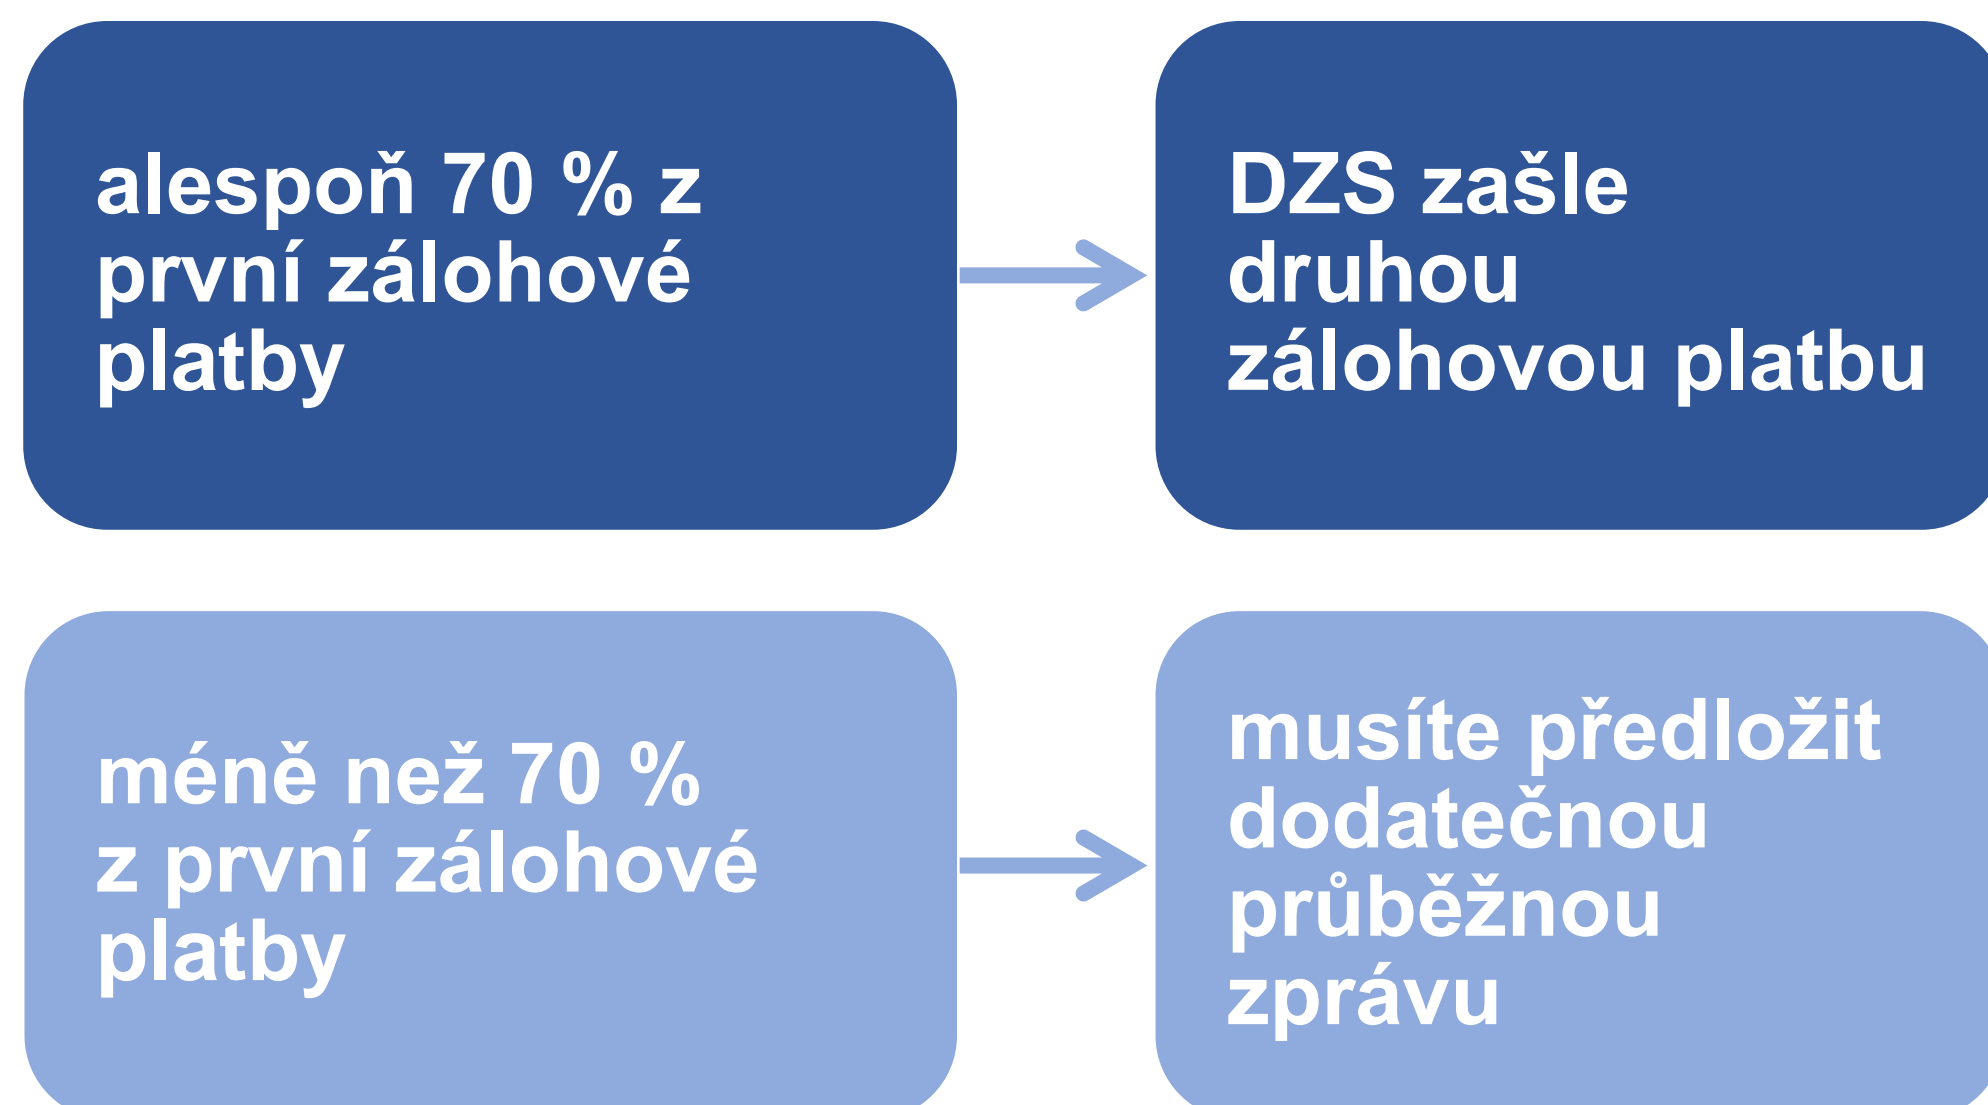 alespoň 70 % z
první zálohové
platby
DZS zašle
druhou
zálohovou platbu
méně než 70 %
z první zálohové
platby
musíte předložit
dodatečnou
průběžnou
zprávu